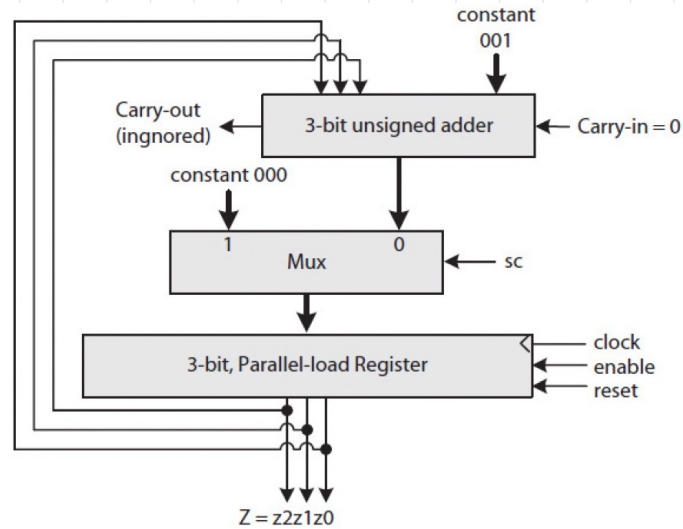 constant
001
Carry-out
(ingnored)
3-bit unsigned adder
Carry-in = 0
constant 000
1
0
Mux
sc
3-bit, Parallel-load Register
clock
enable
reset
Z = z2z1z0